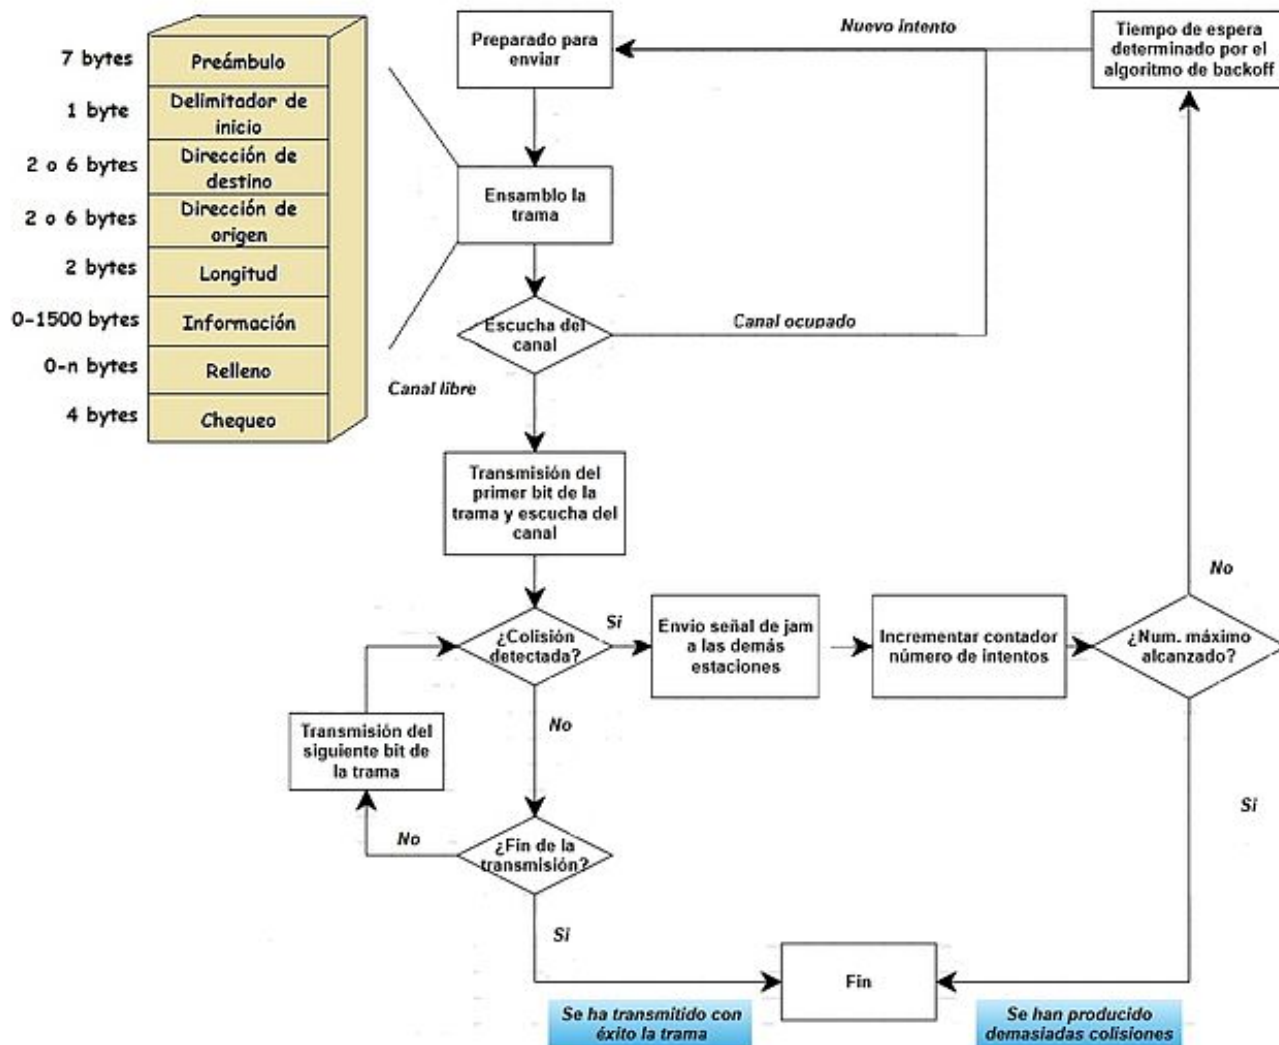 7 bytes
Preámbulo
1 byte
Delimitador de
inicio
2 o 6 bytes
Dirección de
destino
2 o 6 bytes
Dirección de
origen
2 bytes
Longitud
0-1500 bytes
Información
0-n bytes
Relleno
4 bytes
Chequeo
Preparado para
enviar
Nuevo intento
Tiempo de espera
determinado por el
algoritmo de backoff
Ensamblo la
trama
Escucha del
canal
Canal ocupado
Canal libre
Transmisión del
primer bit de la
trama y escucha del
canal
¿Colisión
detectada?
Sí
Envío señal de jam
a las demás
estaciones
Incrementar contador
número de intentos
¿Num. máximo
alcanzado?
No
Sí
No
Transmisión del
siguiente bit de
la trama
No
¿Fin de la
transmisión?
Sí
Fin
Se ha transmitido con
éxito la trama
Se han producido
demasiadas colisiones